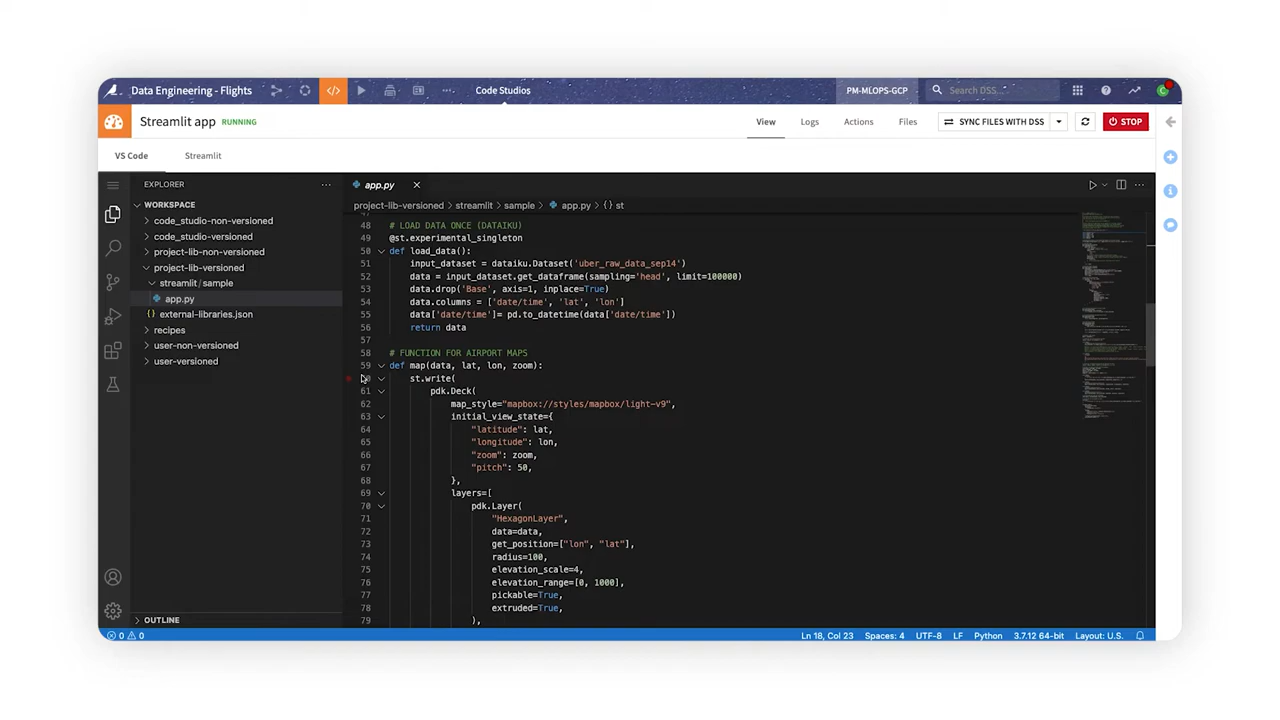 Data Engineering - Flights
Code Studios
PM-MLOPS-GCP
Search DSS...
Streamlit app RUNNING
View
Logs
Actions
Files
SYNC FILES WITH DSS
STOP
VS Code
Streamlit
EXPLORER
WORKSPACE
code_studio-non-versioned
code_studio-versioned
project-lib-non-versioned
project-lib-versioned
streamlit/sample
app.py
external-libraries.json
recipes
user-non-versioned
user-versioned
OUTLINE
app.py
project-lib-versioned > streamlit > sample > app.py > st
48 # LOAD DATA ONCE (DATAIKU)
49 @st.experimental_singleton
50 def load_data():
51 input_dataset = dataiku.Dataset('uber_raw_data_sep14')
52 data = input_dataset.get_dataframe(sampling='head', limit=100000)
53 data.drop('Base', axis=1, inplace=True)
54 data.columns = ['date/time', 'lat', 'lon']
55 data['date/time']= pd.to_datetime(data['date/time'])
56 return data
57
58 # FUNCTION FOR AIRPORT MAPS
59 def map(data, lat, lon, zoom):
st.write(
61 pdk.Deck(
62 map_style="mapbox://styles/mapbox/light-v9",
63 initial_view_state={
64 "latitude": lat,
65 "longitude": lon,
66 "zoom": zoom,
67 "pitch": 50,
68 },
69 layers=[
70 pdk.Layer(
71 "HexagonLayer",
72 data=data,
73 get_position=["lon", "lat"],
74 radius=100,
75 elevation_scale=4,
76 elevation_range=[0, 1000],
77 pickable=True,
78 extruded=True,
79 ),
0 0
Ln 18, Col 23
Spaces: 4
UTF-8
LF
Python
3.7.12 64-bit
Layout: U.S.